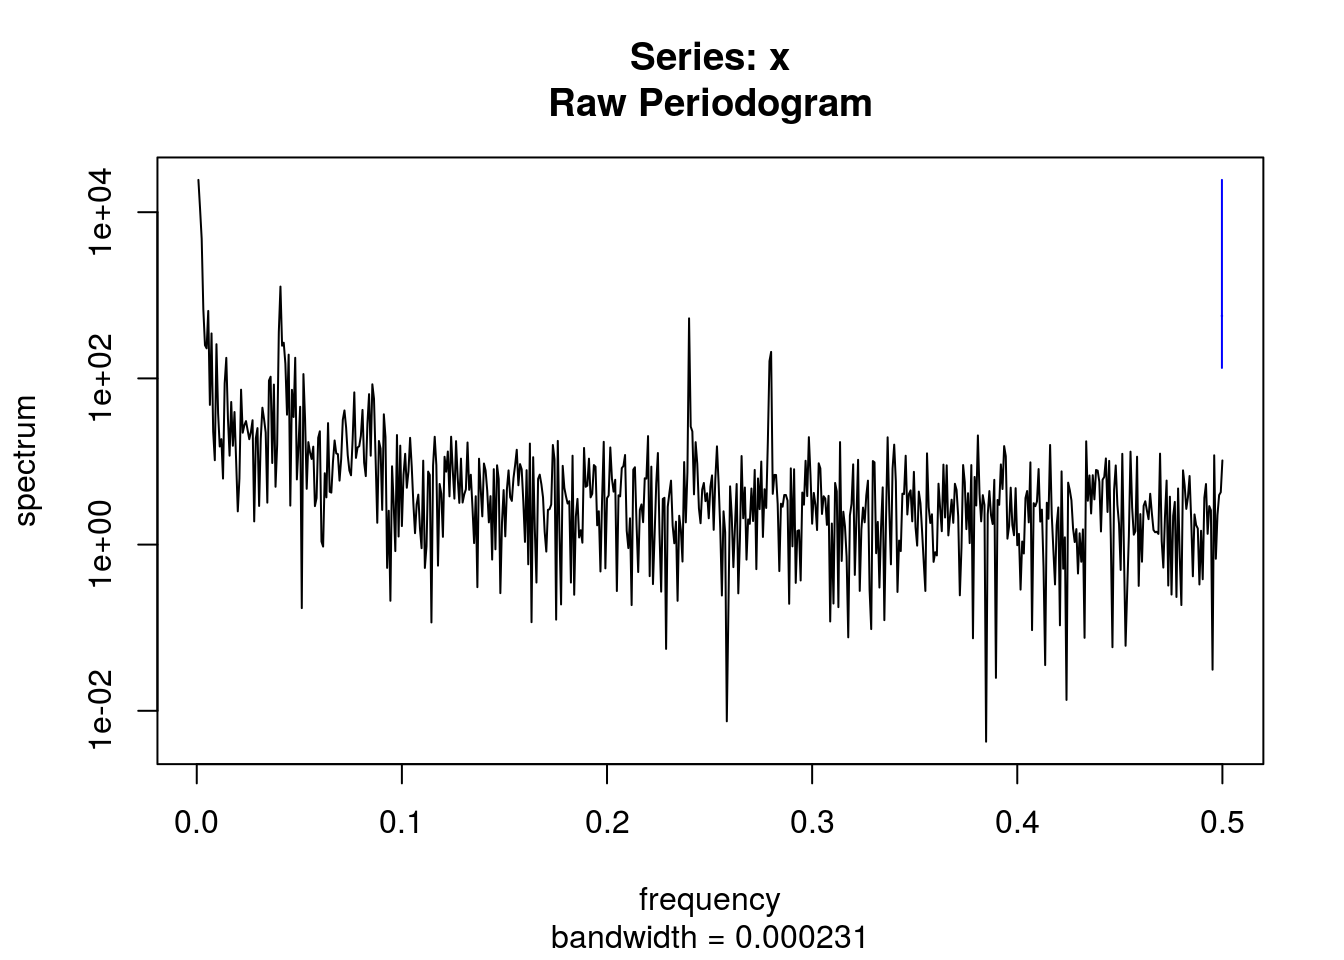 Series: x
Raw Periodogram
spectrum
1e+04
1e+02
1e+00
1e-02
0.0 0.1 0.2 0.3 0.4 0.5
frequency
bandwidth = 0.000231